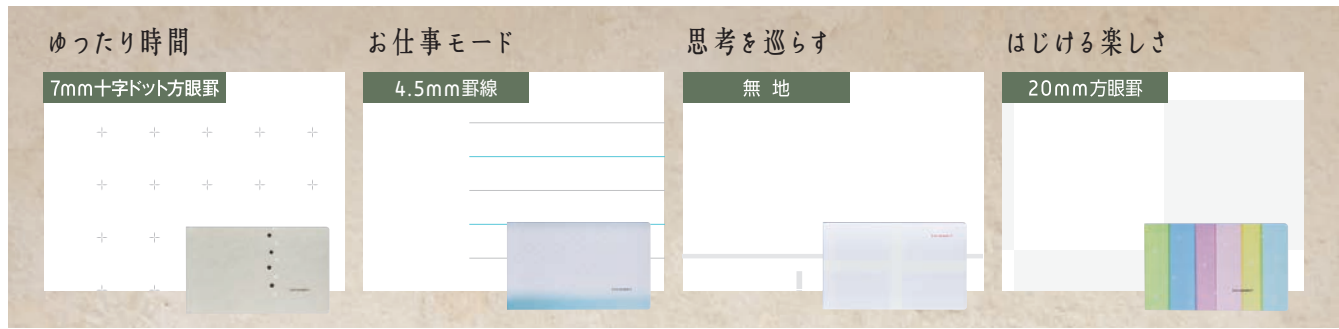 ゆったり時間
お仕事モード
思考を巡らす
はじける楽しさ
7mm十字ドット方眼罫
4.5mm罫線
無 地
20mm方眼罫